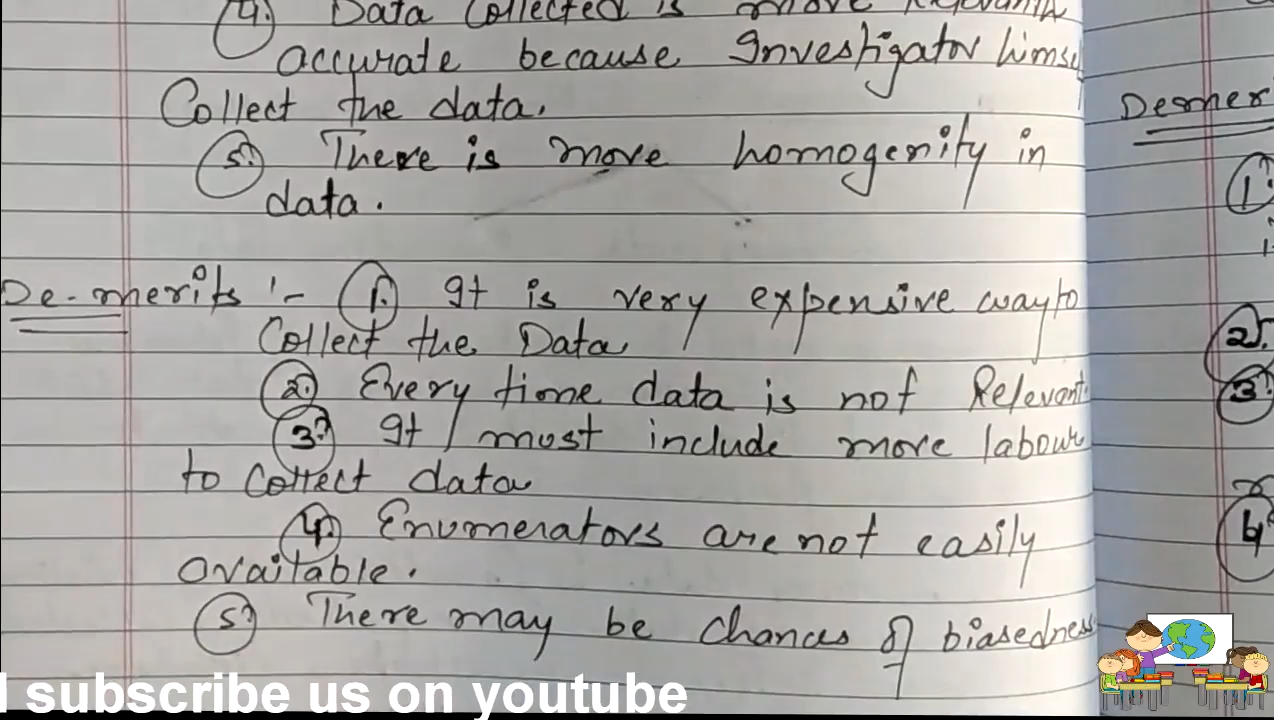 4. Data Collected is more Relevant
accurate because Investigator himse
Collect the data.
5. There is more homogenity in
data.
De-merits :- 1. It is very expensive way to
Collect the Data
2. Every time data is not Relevant.
3. It must include more labour
to Collect data
4. Enumerators are not easily
available.
5. There may be chances of biasedness
Demer
1.
2.
3.
4
subscribe us on youtube